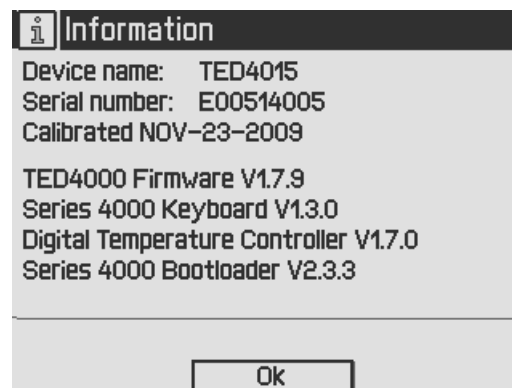 i Information
Device name: TED4015
Serial number: E00514005
Calibrated NOV-23-2009
TED4000 Firmware V1.7.9
Series 4000 Keyboard V1.3.0
Digital Temperature Controller V1.7.0
Series 4000 Bootloader V2.3.3
Ok